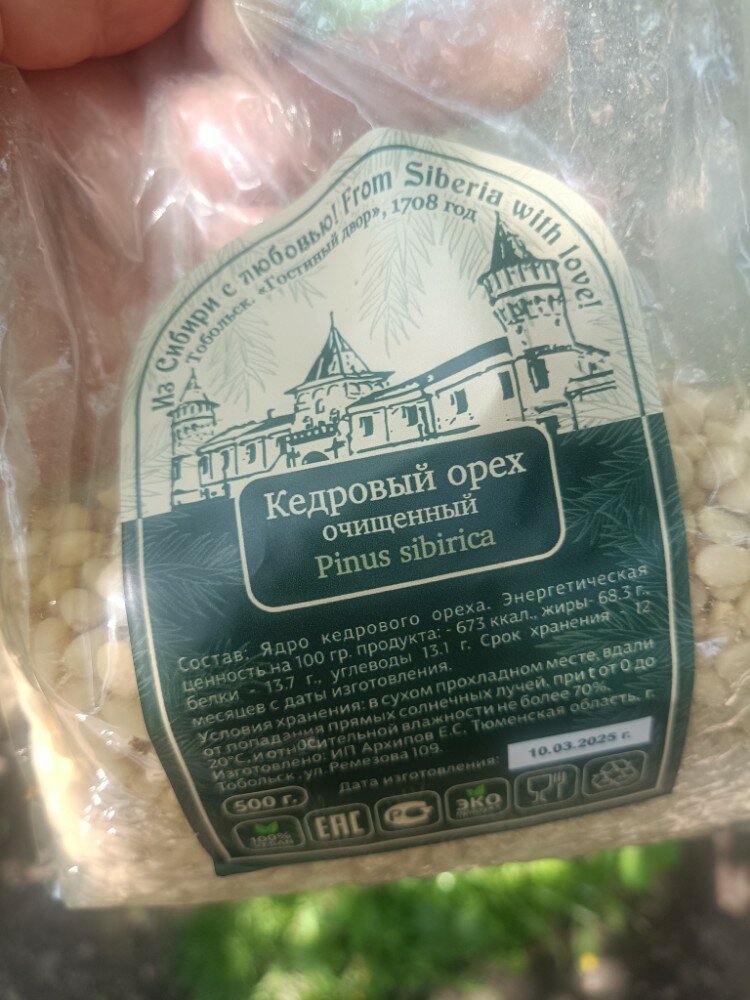 Из Сибири с любовью! From Siberia with love!
Тобольск. «Гостиный двор», 1708 год
Кедровый орех
очищенный
Pinus sibirica
Состав: Ядро кедрового ореха. Энергетическая
ценность на 100 гр. продукта: - 673 ккал., жиры- 68.3 г.,
белки - 13.7 г., углеводы 13.1 г. Срок хранения - 12
месяцев с даты изготовления.
Условия хранения: в сухом прохладном месте, вдали
от попадания прямых солнечных лучей, при t от 0 до
20°С, и относительной влажности не более 70%.
Изготовлено: ИП Архипов Е.С, Тюменская область, г.
Тобольск, ул. Ремезова 109.
Дата изготовления: 10.03.2025 г.
500 г.
100% EAC РС ЭКО